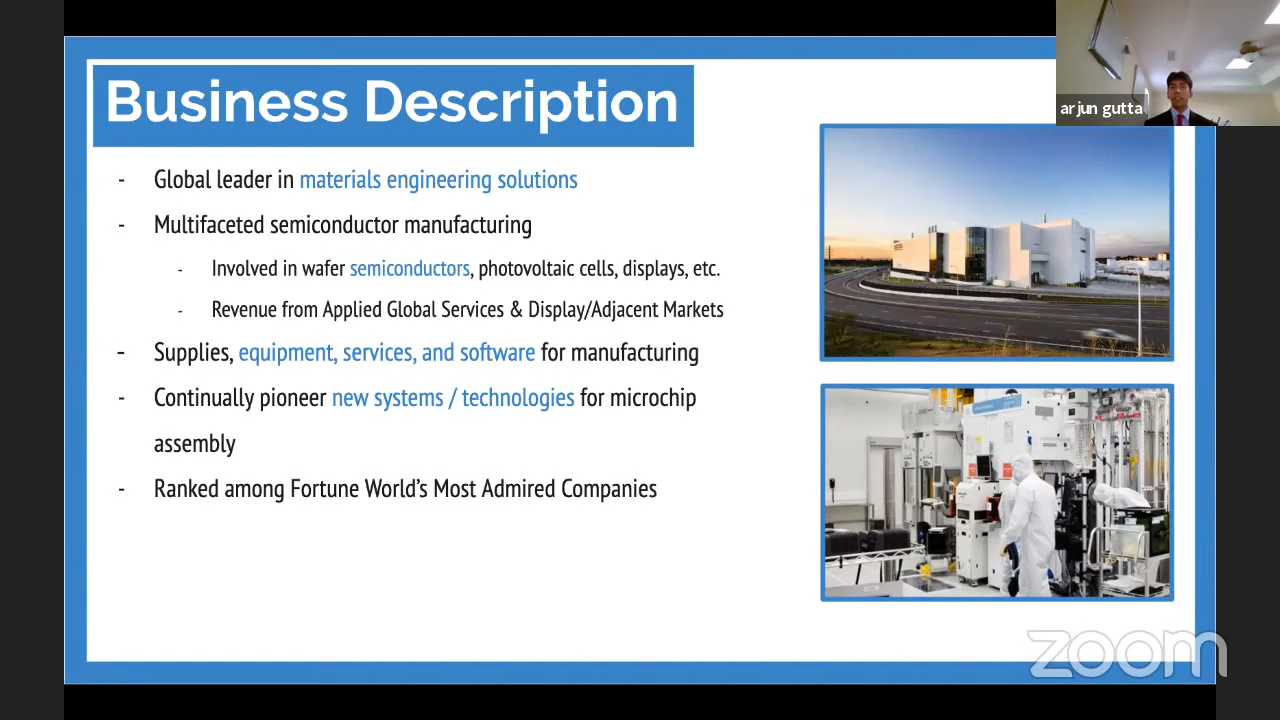 Business Description
arjun gutta
- Global leader in materials engineering solutions
- Multifaceted semiconductor manufacturing
- Involved in wafer semiconductors, photovoltaic cells, displays, etc.
- Revenue from Applied Global Services & Display/Adjacent Markets
- Supplies, equipment, services, and software for manufacturing
- Continually pioneer new systems / technologies for microchip
assembly
- Ranked among Fortune World's Most Admired Companies
zoom